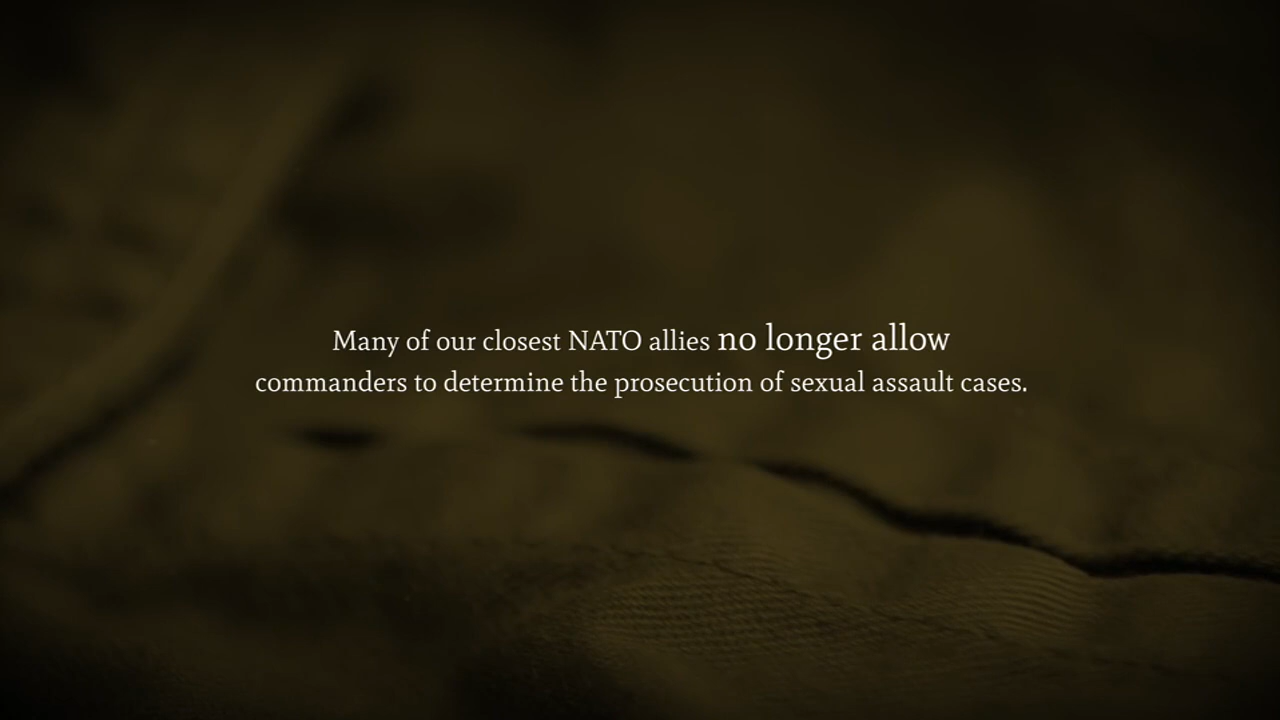 Many of our closest NATO allies no longer allow
commanders to determine the prosecution of sexual assault cases.